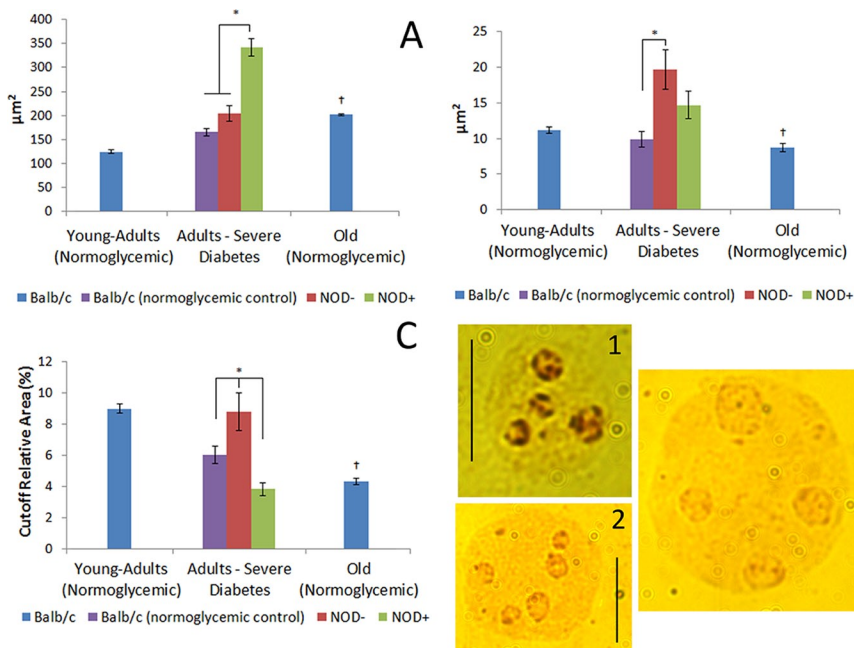 A
µm²
400
350
300
250
200
150
100
50
0
*
†
Young-Adults (Normoglycemic)
Adults - Severe Diabetes
Old (Normoglycemic)
Balb/c Balb/c (normoglycemic control) NOD- NOD+
µm²
25
20
15
10
5
0
*
†
Young-Adults (Normoglycemic)
Adults - Severe Diabetes
Old (Normoglycemic)
Balb/c Balb/c (normoglycemic control) NOD- NOD+
C
Cutoff Relative Area (%)
12
10
8
6
4
2
0
*
†
Young-Adults (Normoglycemic)
Adults - Severe Diabetes
Old (Normoglycemic)
Balb/c Balb/c (normoglycemic control) NOD- NOD+
1
2